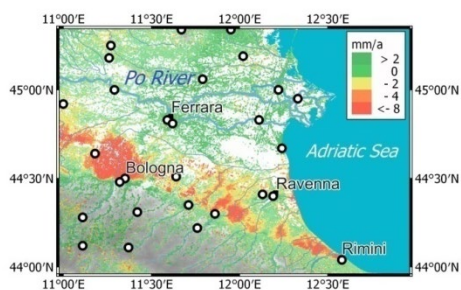 11°00'E 11°30'E 12°00'E 12°30'E
mm/a
> 2
0
- 2
- 4
<- 8
45°00'N 45°00'N
Po River
Ferrara
Adriatic Sea
44°30'N 44°30'N
Bologna
Ravenna
Rimini
44°00'N 44°00'N
11°00'E 11°30'E 12°00'E 12°30'E